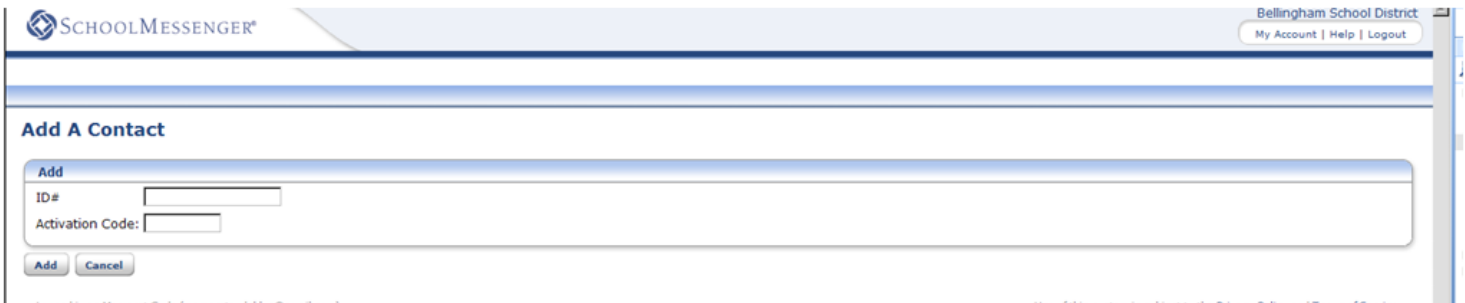 SCHOOLMESSENGER®
Bellingham School District
My Account | Help | Logout
Add A Contact
Add
ID#
Activation Code:
Add Cancel